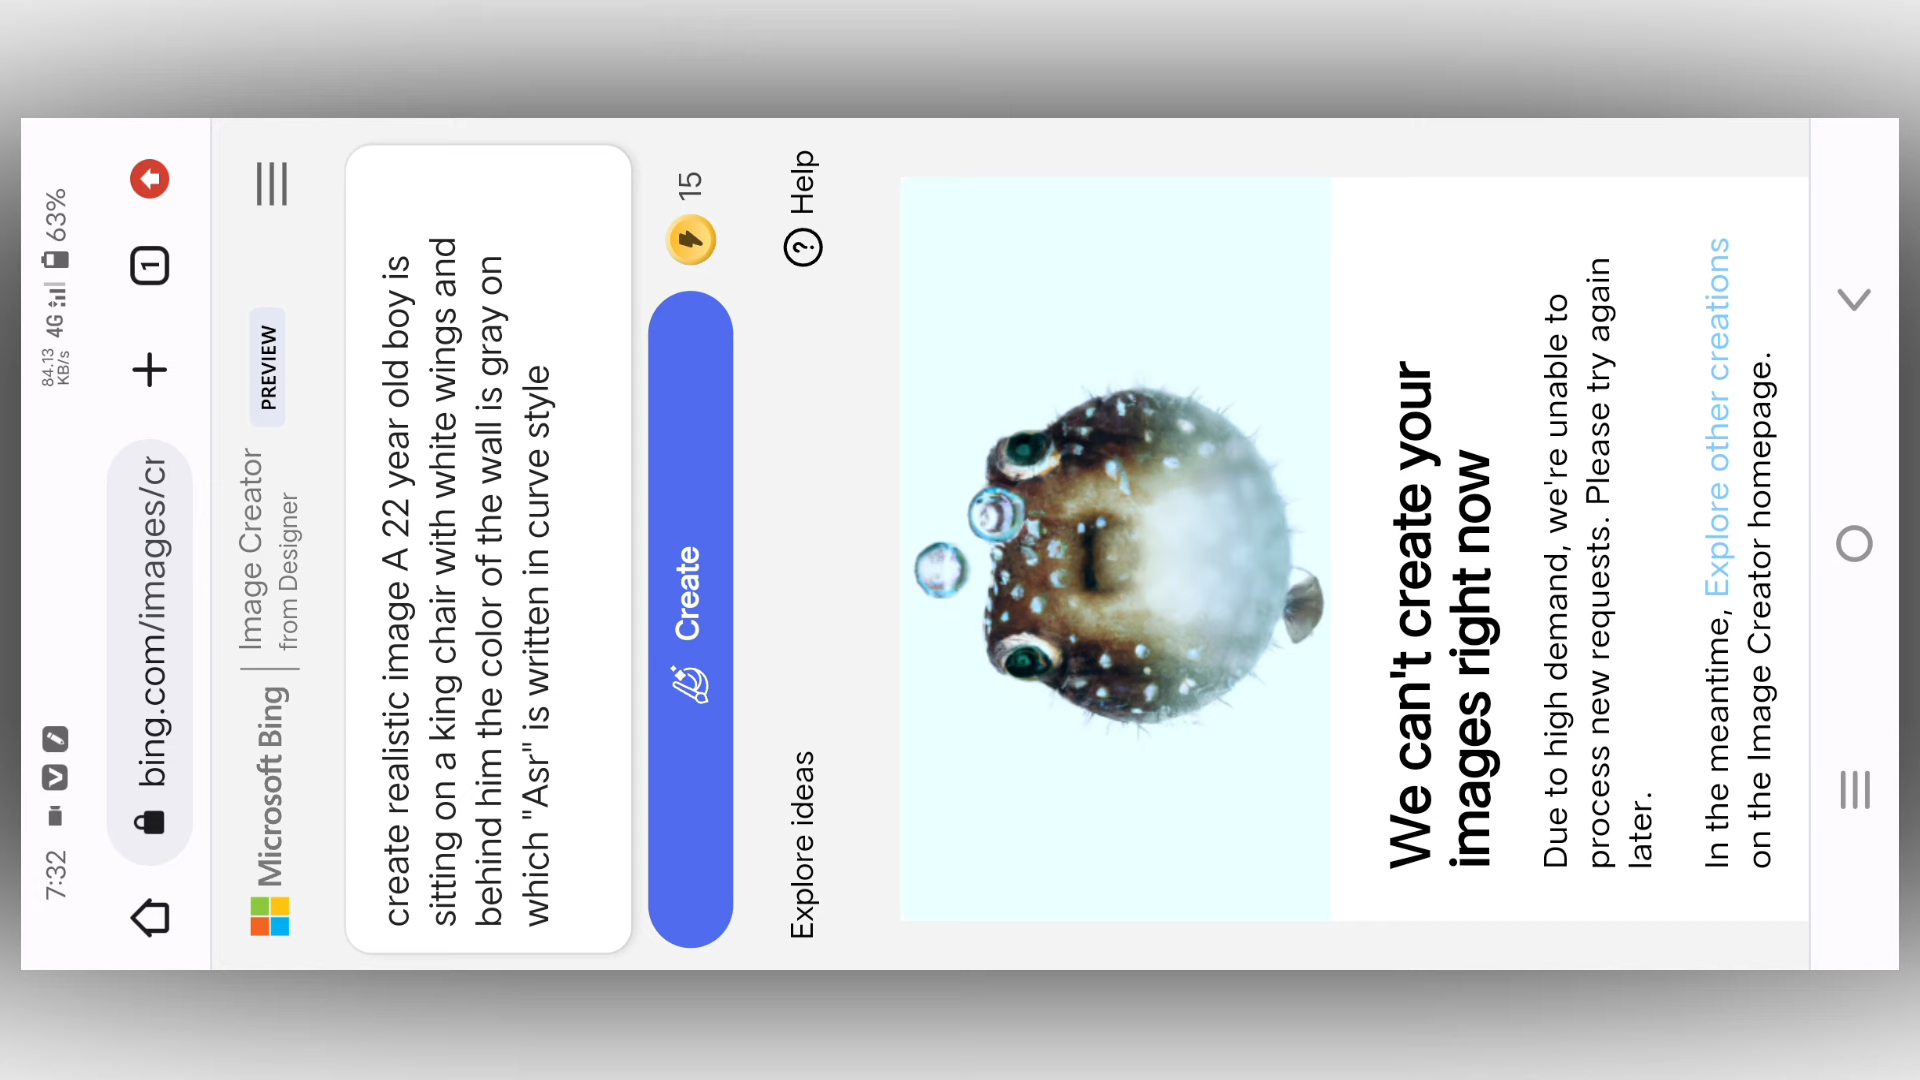 7:32
84.13 KB/s 4G 63%
bing.com/images/cr
1
Microsoft Bing
Image Creator
from Designer
PREVIEW
create realistic image A 22 year old boy is
sitting on a king chair with white wings and
behind him the color of the wall is gray on
which "Asr" is written in curve style
Create
15
Explore ideas
Help
We can't create your
images right now
Due to high demand, we're unable to
process new requests. Please try again
later.
In the meantime, Explore other creations
on the Image Creator homepage.